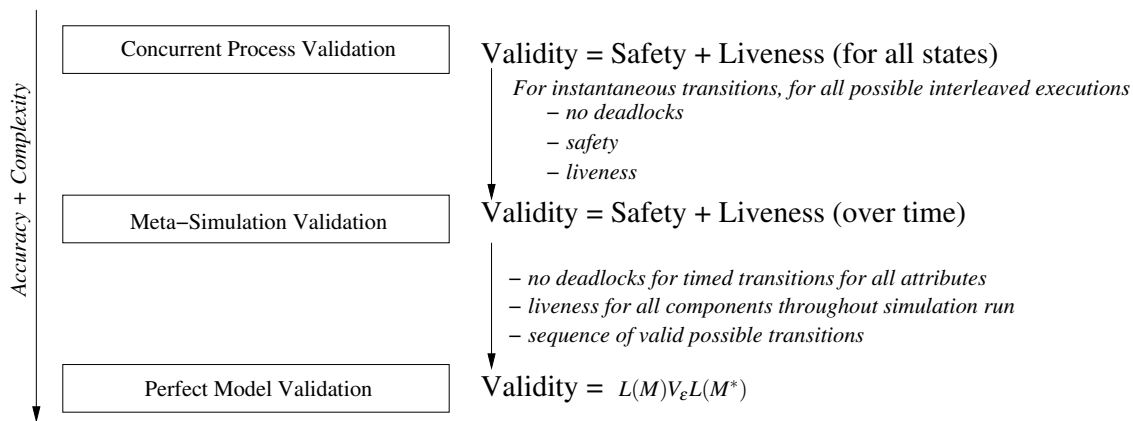 Accuracy + Complexity
Concurrent Process Validation
Validity = Safety + Liveness (for all states)
For instantaneous transitions, for all possible interleaved executions
− no deadlocks
− safety
− liveness
Meta−Simulation Validation
Validity = Safety + Liveness (over time)
− no deadlocks for timed transitions for all attributes
− liveness for all components throughout simulation run
− sequence of valid possible transitions
Perfect Model Validation
Validity = L(M)VεL(M*)